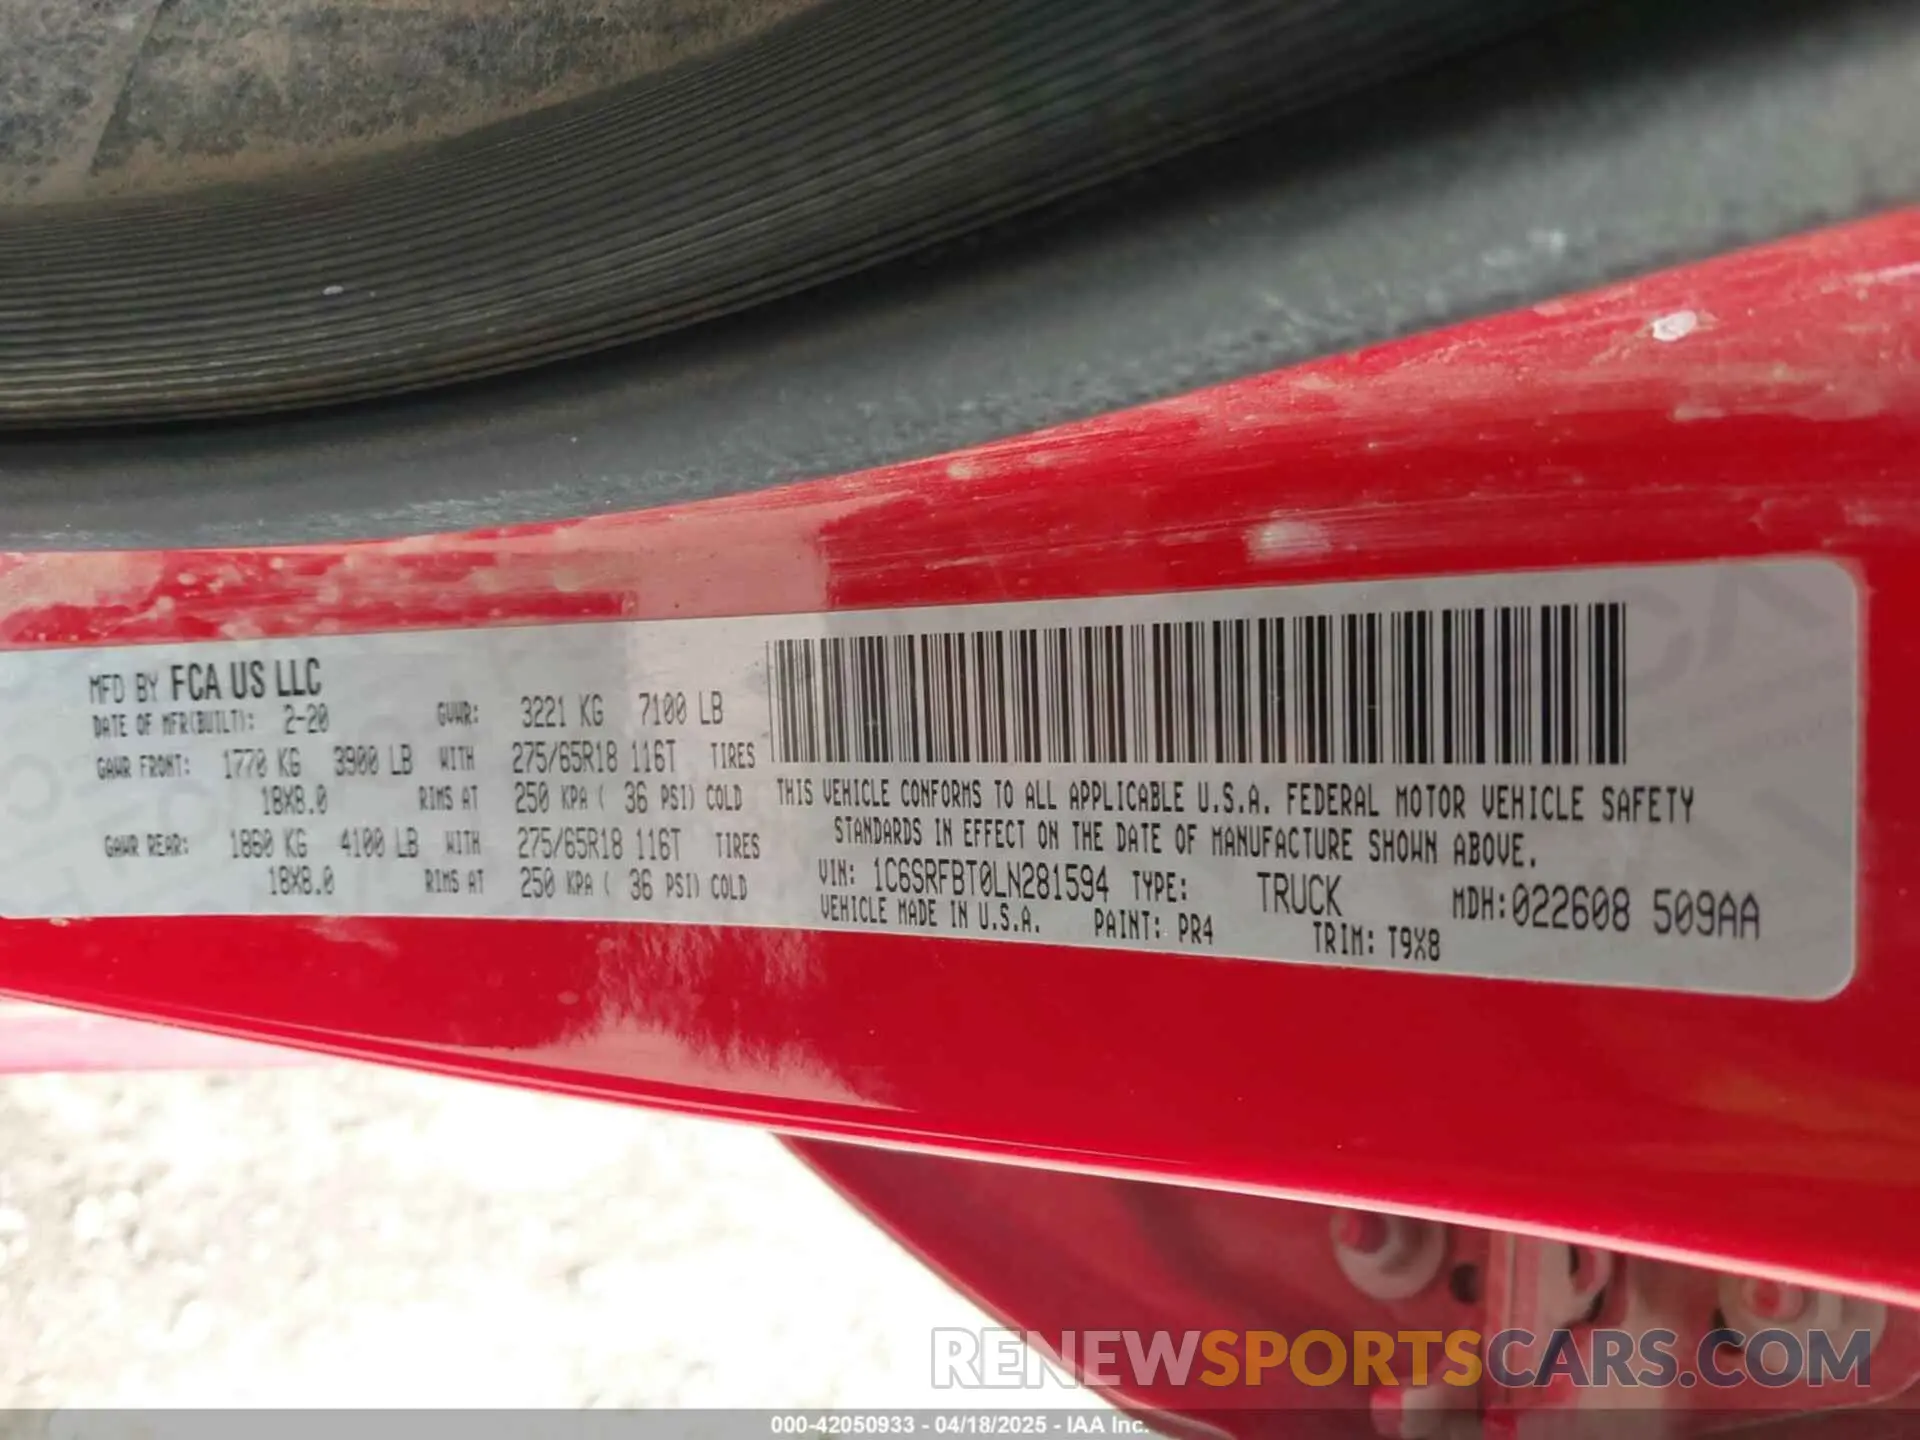 MFD BY FCA US LLC
DATE OF MFR(BUILT): 2-20 GVWR: 3221 KG 7100 LB
GAWR FRONT: 1770 KG 3900 LB WITH 275/65R18 116T TIRES
18X8.0 RIMS AT 250 KPA ( 36 PSI) COLD
GAWR REAR: 1860 KG 4100 LB WITH 275/65R18 116T TIRES
18X8.0 RIMS AT 250 KPA ( 36 PSI) COLD
THIS VEHICLE CONFORMS TO ALL APPLICABLE U.S.A. FEDERAL MOTOR VEHICLE SAFETY
STANDARDS IN EFFECT ON THE DATE OF MANUFACTURE SHOWN ABOVE.
VIN: 1C6SRFBT0LN281594 TYPE: TRUCK MDH:022608 509AA
VEHICLE MADE IN U.S.A. PAINT: PR4 TRIM: T9X8
RENEWSPORTSCARS.COM
000-42050933 - 04/18/2025 - IAA Inc.